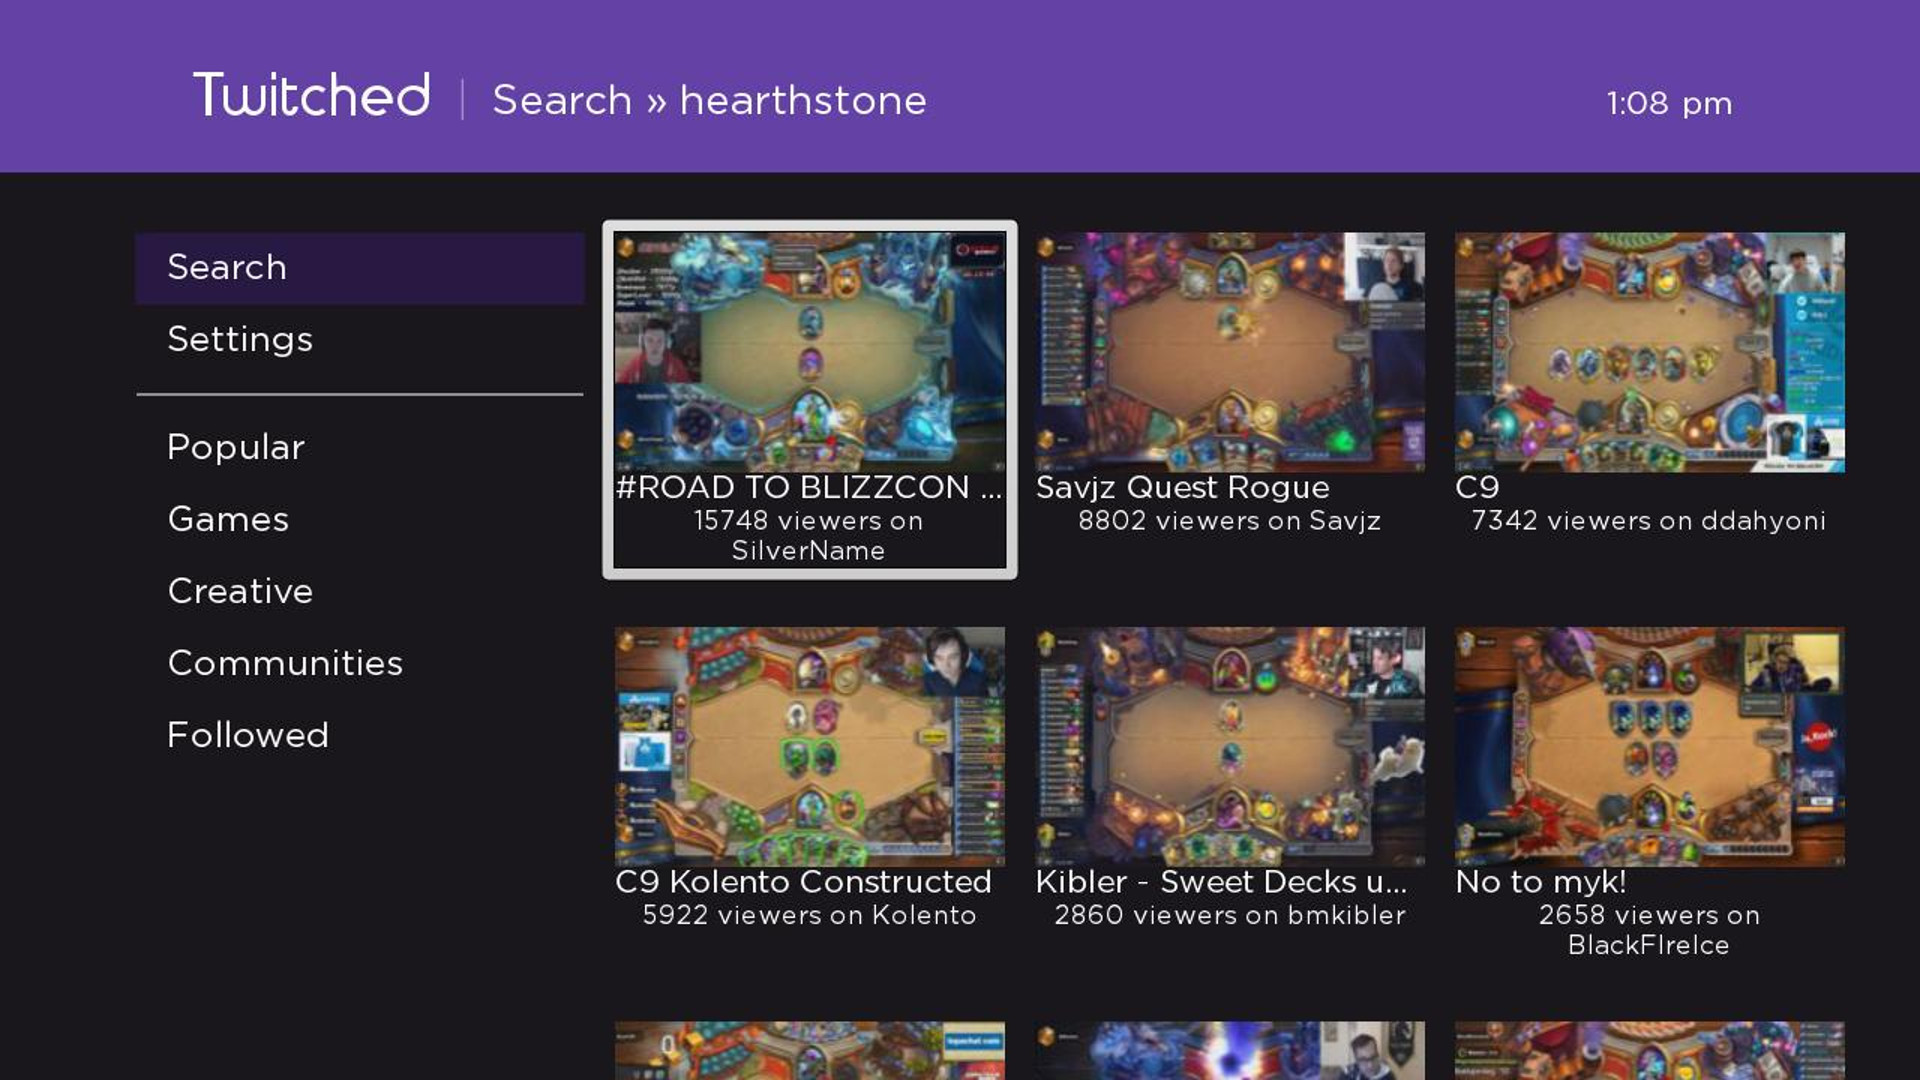 Twitched | Search » hearthstone
1:08 pm
Search
Settings
Popular
Games
Creative
Communities
Followed
#ROAD TO BLIZZCON ...
15748 viewers on
SilverName
Savjz Quest Rogue
8802 viewers on Savjz
C9
7342 viewers on ddahyoni
C9 Kolento Constructed
5922 viewers on Kolento
Kibler - Sweet Decks u...
2860 viewers on bmkibler
No to myk!
2658 viewers on
BlackFIreIce